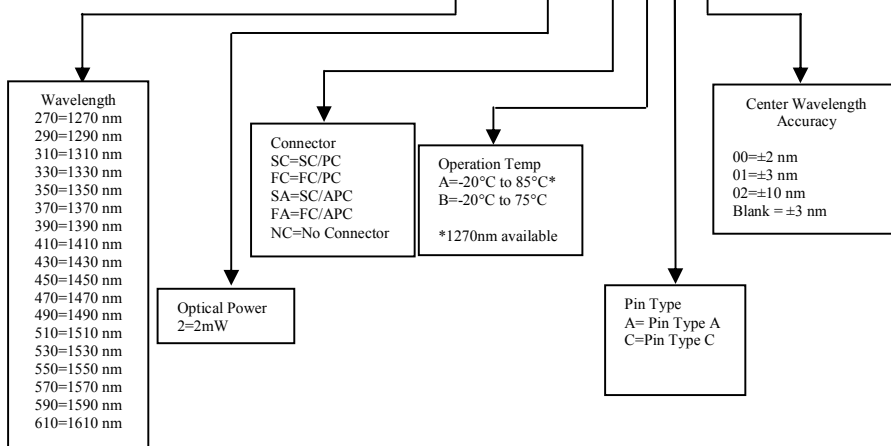 Wavelength
270=1270 nm
290=1290 nm
310=1310 nm
330=1330 nm
350=1350 nm
370=1370 nm
390=1390 nm
410=1410 nm
430=1430 nm
450=1450 nm
470=1470 nm
490=1490 nm
510=1510 nm
530=1530 nm
550=1550 nm
570=1570 nm
590=1590 nm
610=1610 nm
Optical Power
2=2mW
Connector
SC=SC/PC
FC=FC/PC
SA=SC/APC
FA=FC/APC
NC=No Connector
Operation Temp
A=-20°C to 85°C*
B=-20°C to 75°C
*1270nm available
Pin Type
A= Pin Type A
C=Pin Type C
Center Wavelength
Accuracy
00=±2 nm
01=±3 nm
02=±10 nm
Blank = ±3 nm